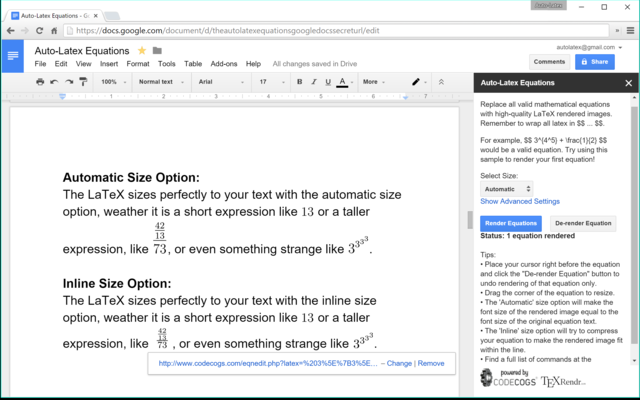 Auto-Latex
Auto-Latex Equations - G
https://docs.google.com/document/d/theautolatexequationsgoogledocssecreturl/edit
Auto-Latex Equations
autolatex@gmail.com
File Edit View Insert Format Tools Table Add-ons Help All changes saved in Drive
Comments Share
100% Normal text Arial 17 B I U A More
1 2 3 4 5 6 7
Auto-Latex Equations
Replace all valid mathematical equations
with high-quality LaTeX rendered images.
Remember to wrap all latex in $$ ... $$.
For example, $$ 3^{4^5} + \frac{1}{2} $$
would be a valid equation. Try using this
sample to render your first equation!
Select Size:
Automatic
Show Advanced Settings
Render Equations De-render Equation
Status: 1 equation rendered
Tips:
• Place your cursor right before the equation
and click the "De-render Equation" button to
undo rendering of that equation only.
• Drag the corner of the equation to resize.
• The 'Automatic' size option will make the
font size of the rendered image equal to the
font size of the original equation text.
• The 'Inline' size option will try to compress
your equation to make the rendered image fit
within the line.
• Find a full list of commands at the
powered by
CODECOGS TEXRendr...
Automatic Size Option:
The LaTeX sizes perfectly to your text with the automatic size
option, weather it is a short expression like 13 or a taller
42
13
expression, like 73, or even something strange like 3^{3^{3^3}}.
Inline Size Option:
The LaTeX sizes perfectly to your text with the inline size
option, weather it is a short expression like 13 or a taller
42
13
expression, like 73 , or even something strange like 3^{3^{3^3}}.
http://www.codecogs.com/eqnedit.php?latex=%203%5E%7B3%5E... – Change | Remove